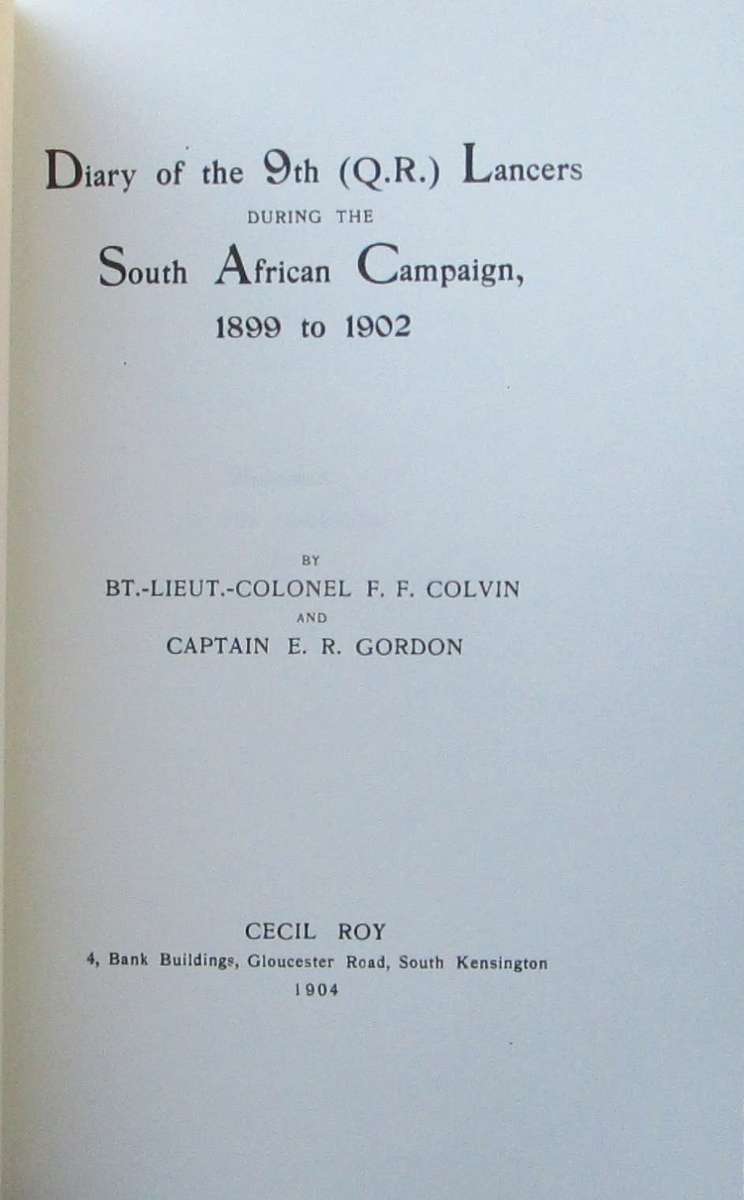 Diary of the 9th (Q.R.) Lancers
DURING THE
South African Campaign,
1899 to 1902
BY
BT.-LIEUT.-COLONEL F. F. COLVIN
AND
CAPTAIN E. R. GORDON
CECIL ROY
4, Bank Buildings, Gloucester Road, South Kensington
1904